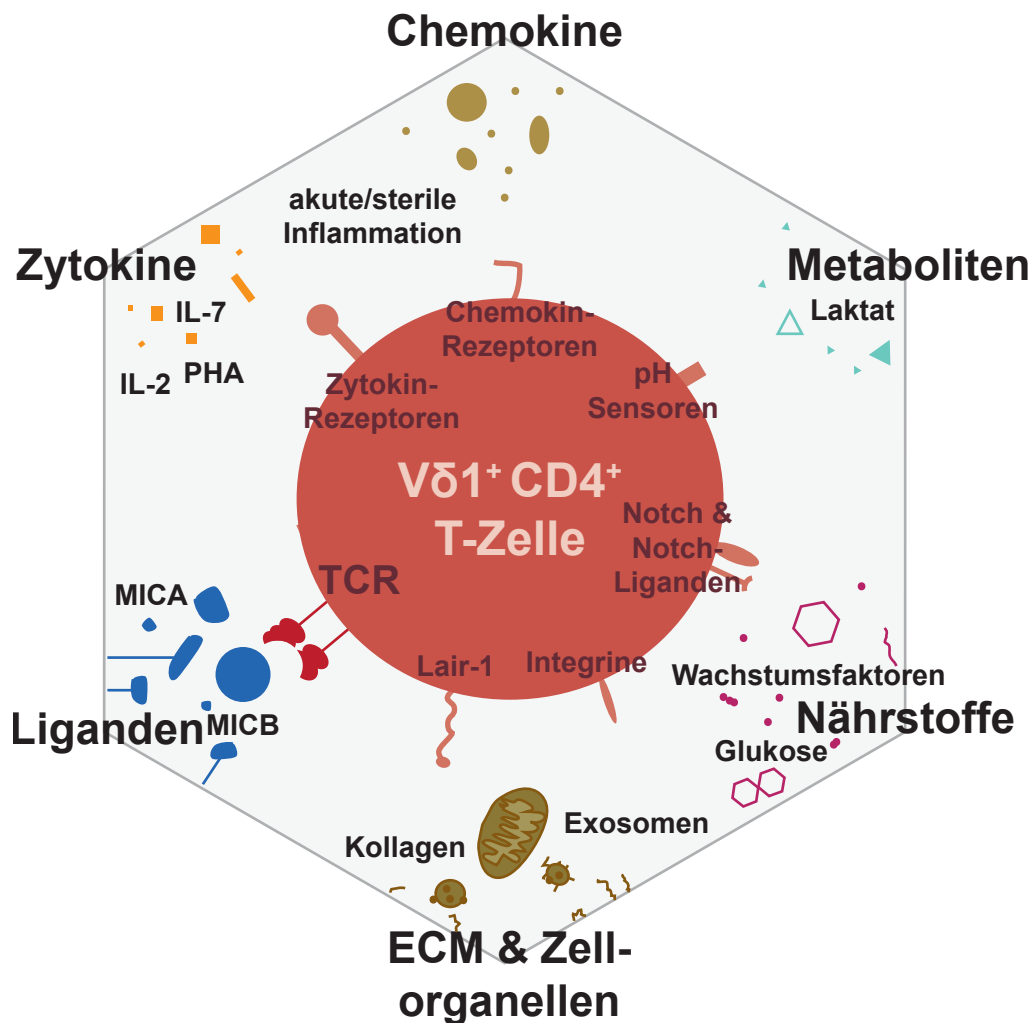 Chemokine
akute/sterile
Inflammation
Zytokine
IL-7
IL-2
PHA
Metaboliten
Laktat
Chemokin-
Rezeptoren
Zytokin-
Rezeptoren
pH
Sensoren
Vδ1⁺ CD4⁺
T-Zelle
Notch &
Notch-
Liganden
TCR
Lair-1
Integrine
MICA
Liganden
MICB
Wachstumsfaktoren
Nährstoffe
Glukose
Kollagen
Exosomen
ECM & Zell-
organellen